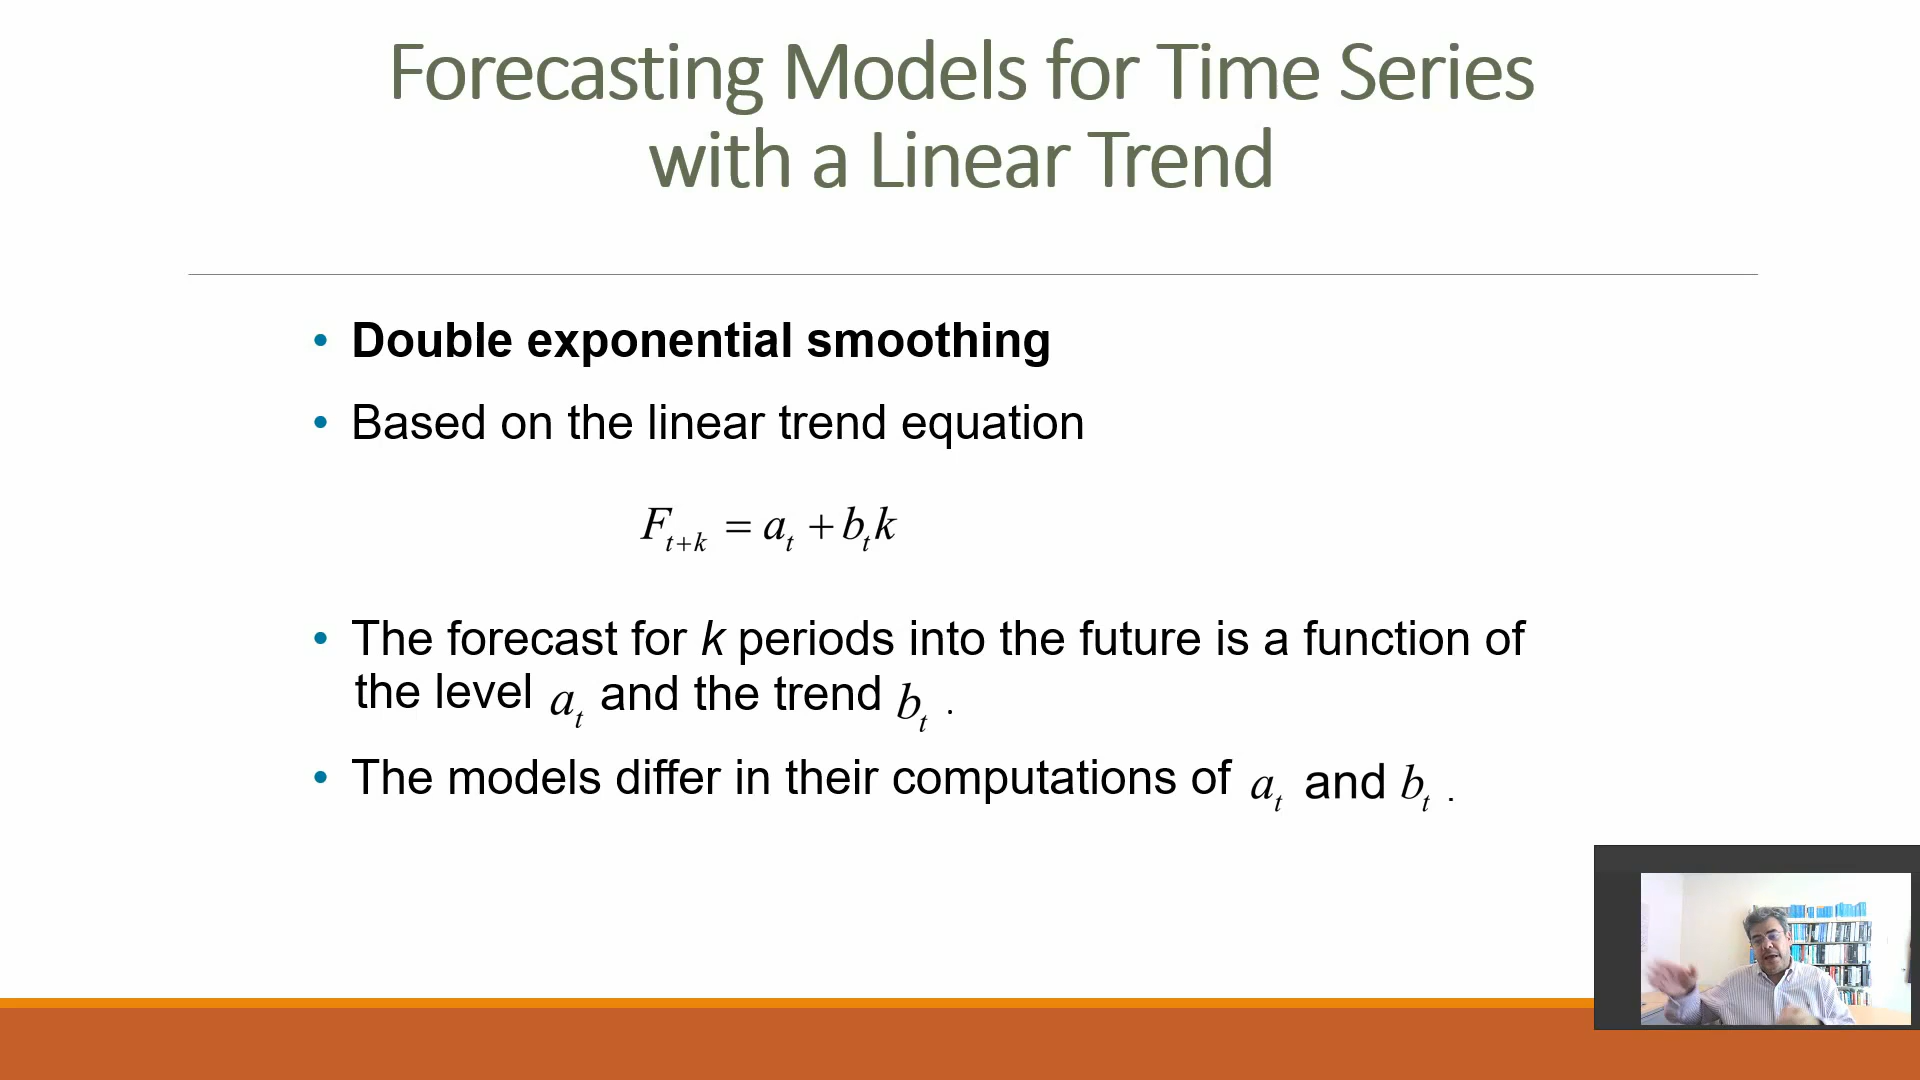 Forecasting Models for Time Series
with a Linear Trend
• Double exponential smoothing
• Based on the linear trend equation
F_{t+k} = a_t + b_t k
• The forecast for k periods into the future is a function of
the level a_t and the trend b_t .
• The models differ in their computations of a_t and b_t .